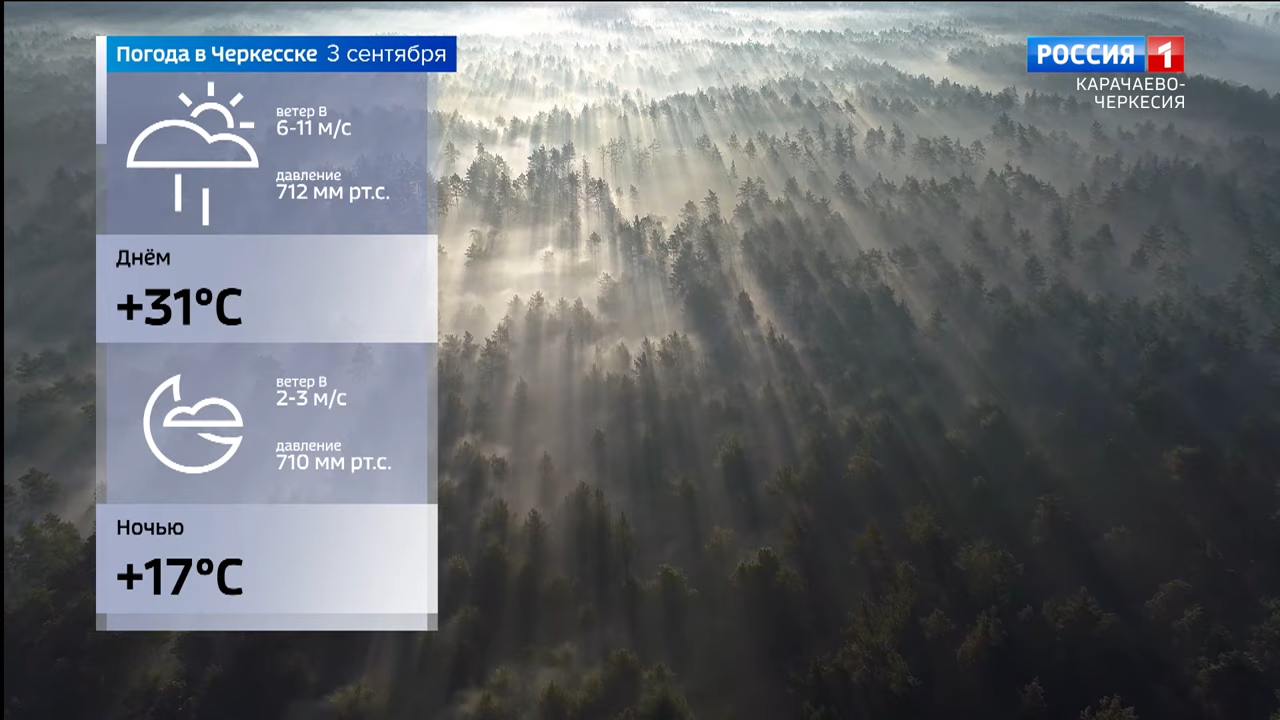 Погода в Черкесске 3 сентября
РОССИЯ 1
КАРАЧАЕВО-
ЧЕРКЕСИЯ
ветер В
6-11 м/с
давление
712 мм рт.с.
Днём
+31°C
ветер В
2-3 м/с
давление
710 мм рт.с.
Ночью
+17°C